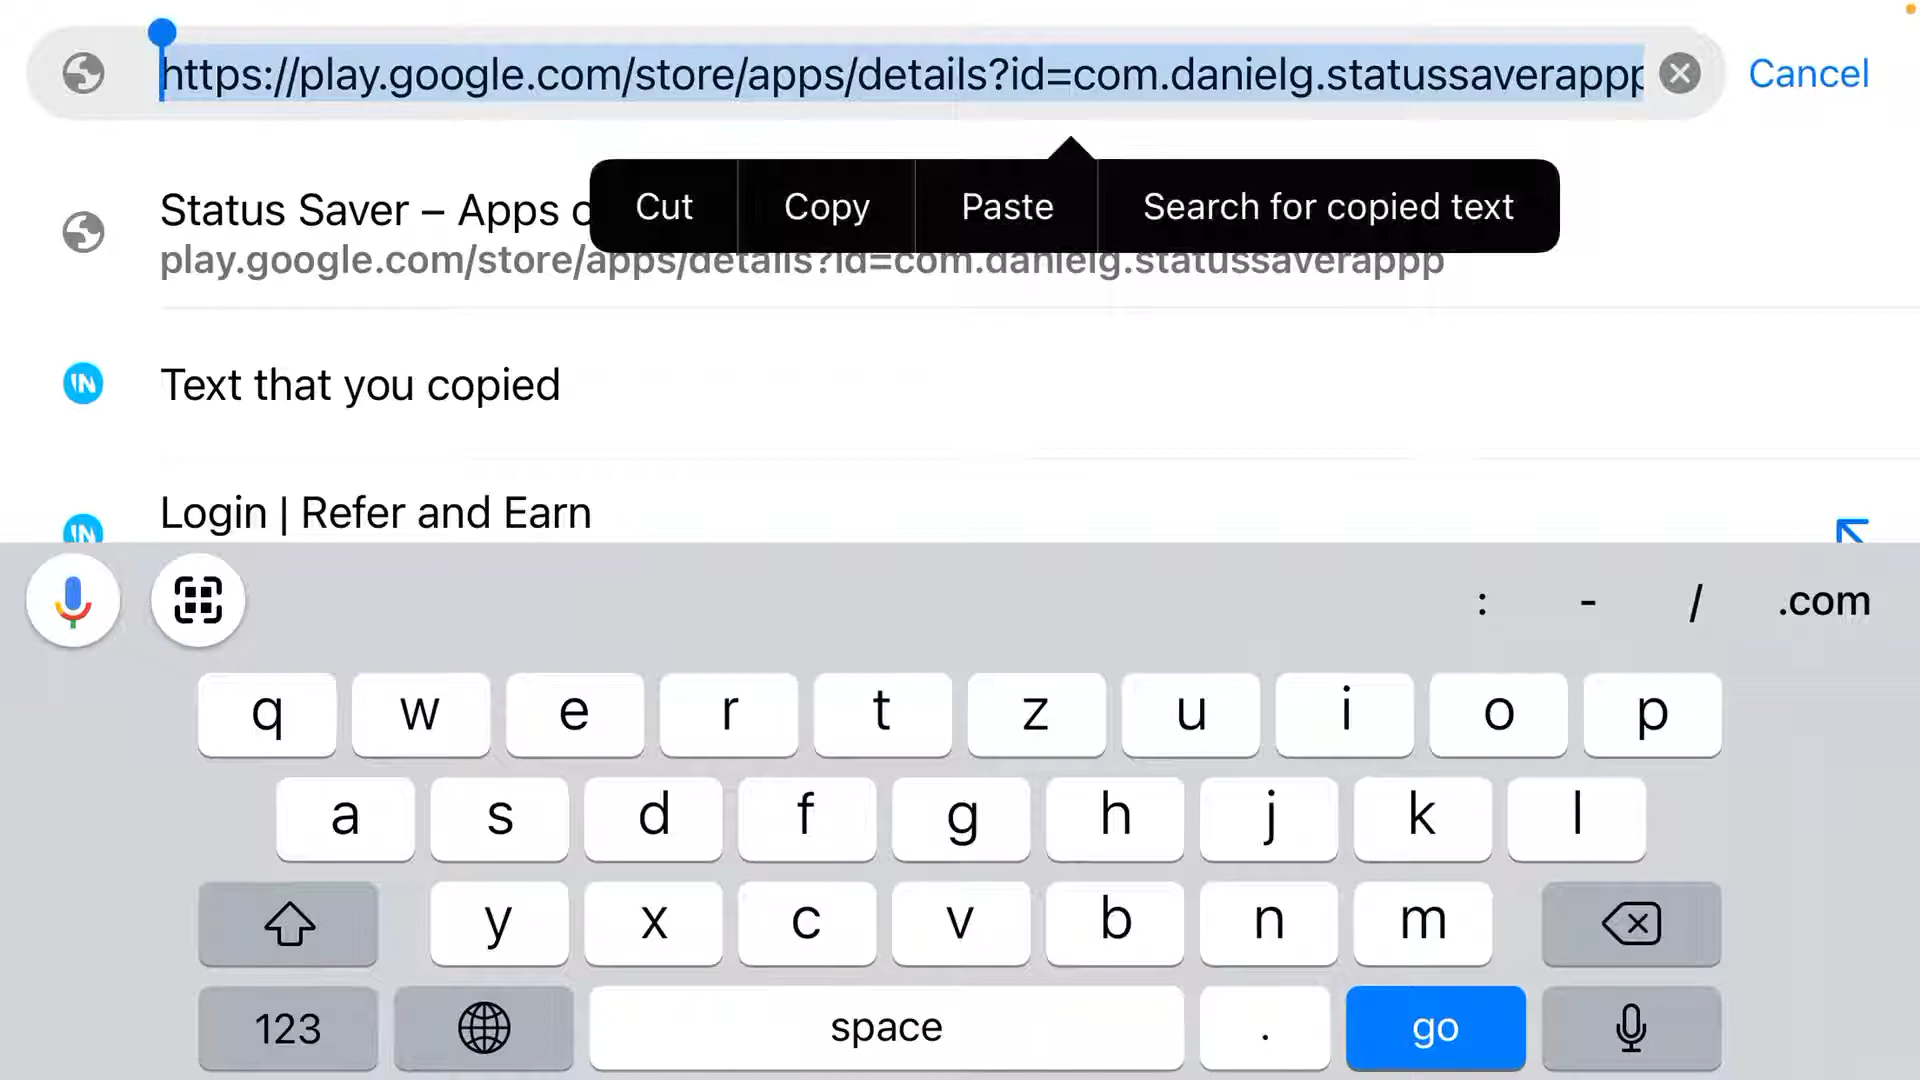 https://play.google.com/store/apps/details?id=com.danielg.statussaverappp
Cancel
Cut
Copy
Paste
Search for copied text
Status Saver – Apps
play.google.com/store/apps/details?id=com.danielg.statussaverappp
Text that you copied
Login | Refer and Earn
: - / .com
q w e r t z u i o p
a s d f g h j k l
y x c v b n m
123 space . go